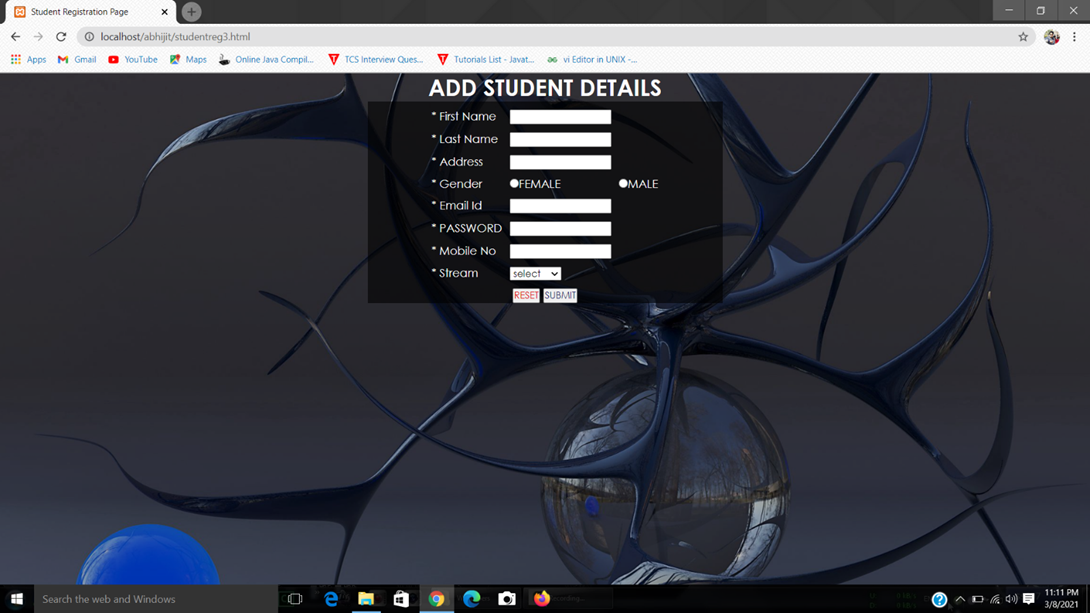 Student Registration Page
localhost/abhijit/studentreg3.html
Apps Gmail YouTube Maps Online Java Compil... TCS Interview Ques... Tutorials List - Javat... vi Editor in UNIX -...
ADD STUDENT DETAILS
* First Name
* Last Name
* Address
* Gender FEMALE MALE
* Email Id
* PASSWORD
* Mobile No
* Stream select
RESET SUBMIT
Search the web and Windows
11:11 PM
3/8/2021